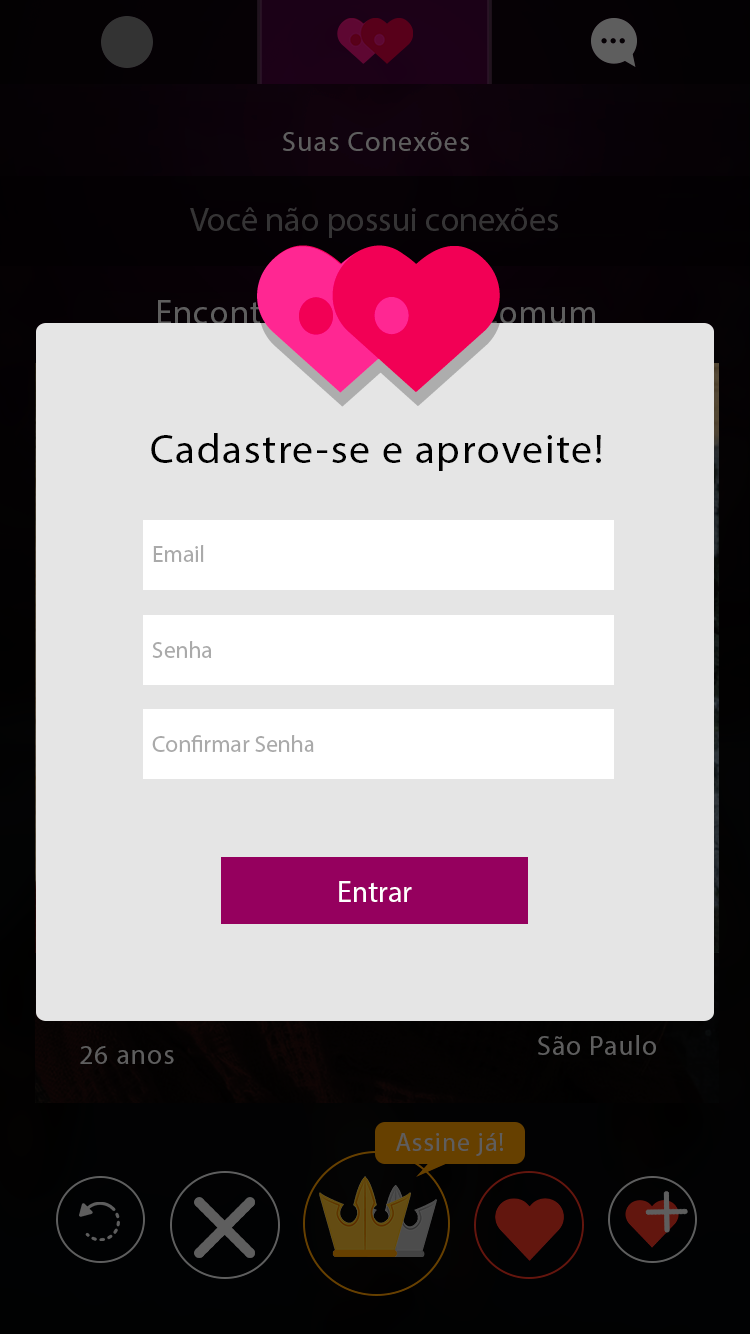 Suas Conexões
Você não possui conexões
Encont omum
Cadastre-se e aproveite!
Email
Senha
Confirmar Senha
Entrar
26 anos
São Paulo
Assine já!